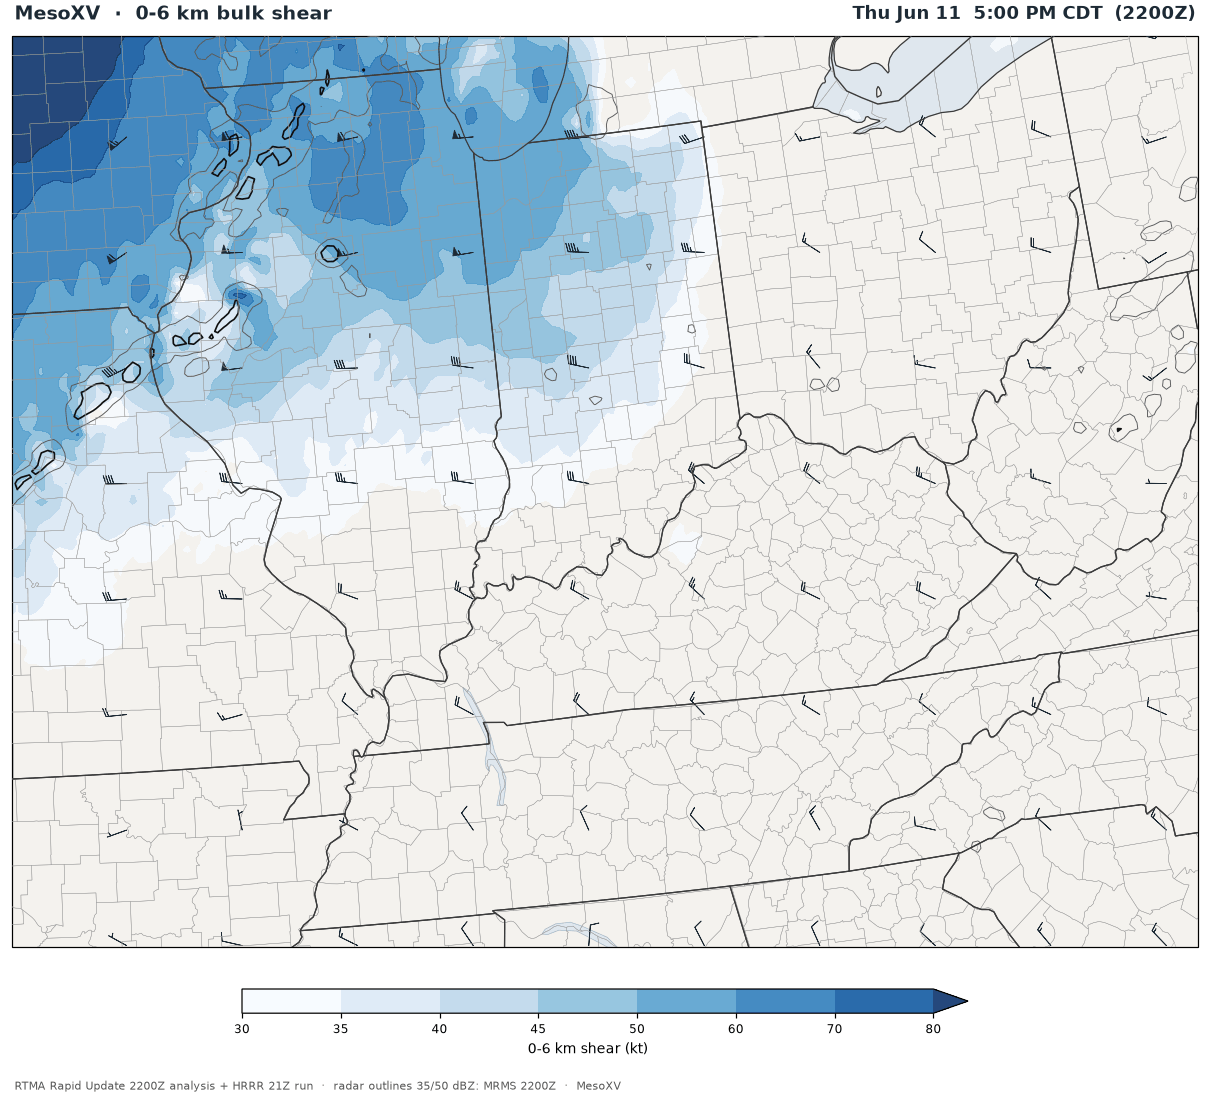 MesoXV · 0-6 km bulk shear
Thu Jun 11 5:00 PM CDT (2200Z)
30 35 40 45 50 60 70 80
0-6 km shear (kt)
RTMA Rapid Update 2200Z analysis + HRRR 21Z run · radar outlines 35/50 dBZ: MRMS 2200Z · MesoXV